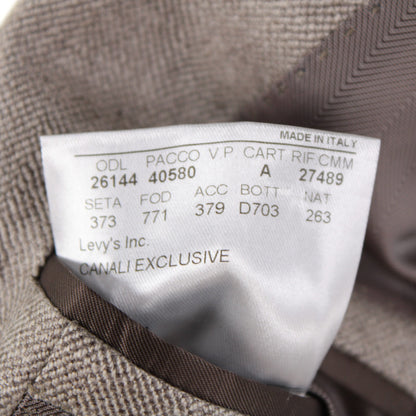 MADE IN ITALY
ODL PACCO V.P CART RIF.CMM
26144 40580 A 27489
SETA FOD ACC BOTT NAT
373 771 379 D703 263
Levy's Inc.
CANALI EXCLUSIVE